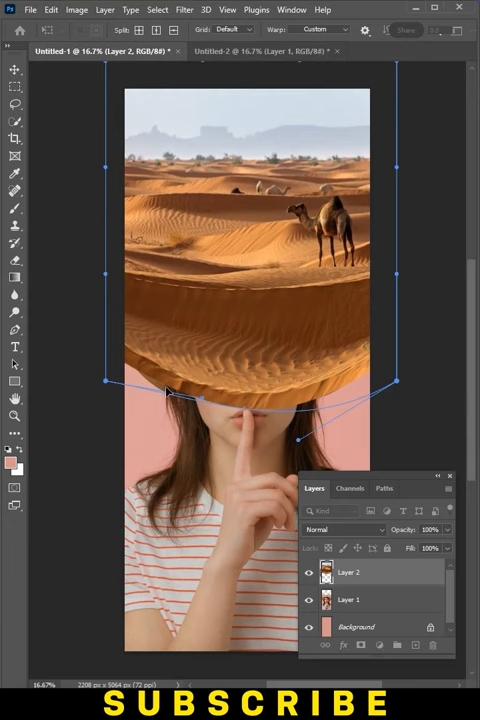 Ps File Edit Image Layer Type Select Filter 3D View Plugins Window Help
Split: Grid: Default Warp: Custom Share
Untitled-1 @ 16.7% (Layer 2, RGB/8#) * × Untitled-2 @ 16.7% (Layer 1, RGB/8#) * ×
Layers Channels Paths
Kind
Normal Opacity: 100%
Lock: Fill: 100%
Layer 2
Layer 1
Background
16.67% 2208 px x 5064 px (72 ppi)
SUBSCRIBE